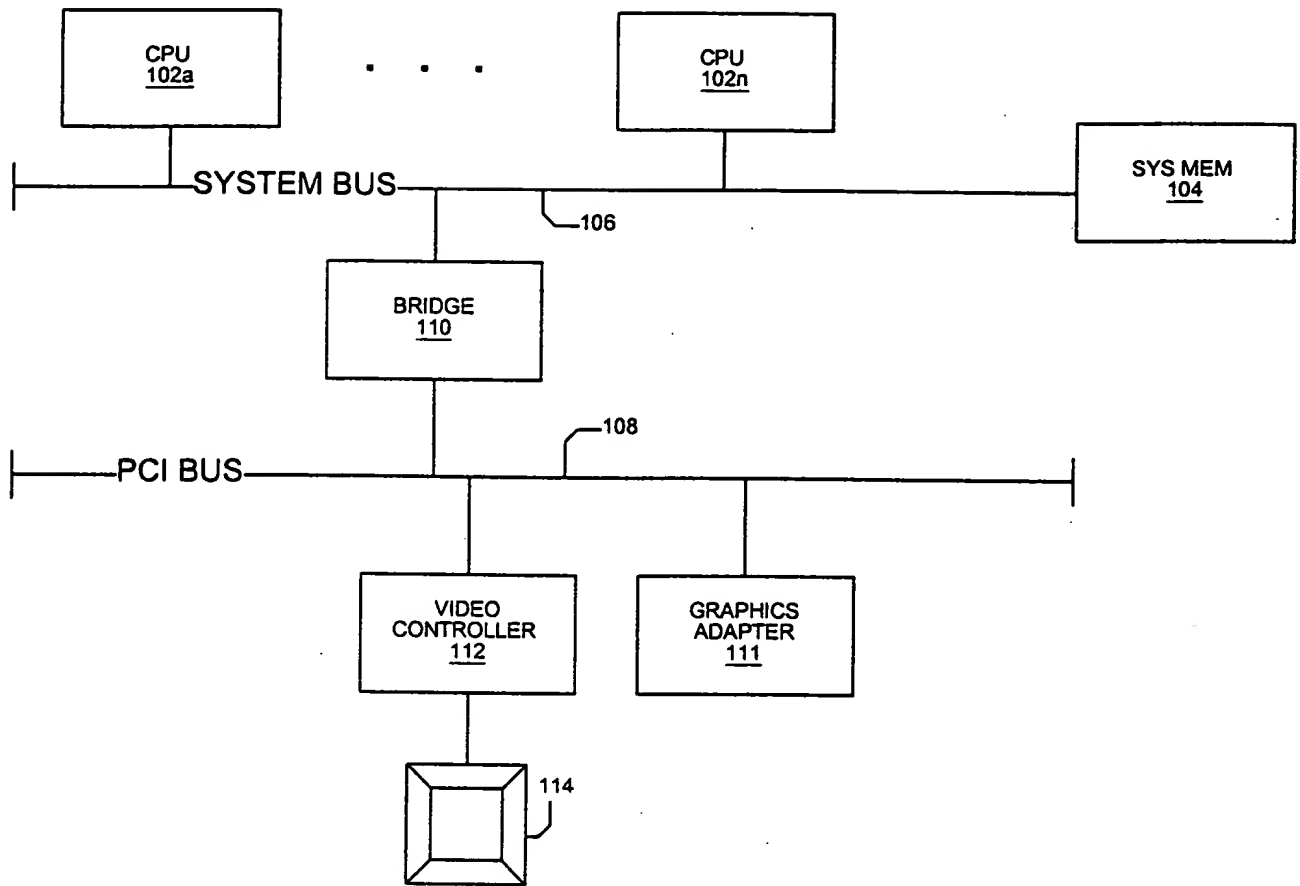 CPU
102a
CPU
102n
SYS MEM
104
SYSTEM BUS
106
BRIDGE
110
108
PCI BUS
VIDEO
CONTROLLER
112
GRAPHICS
ADAPTER
111
114